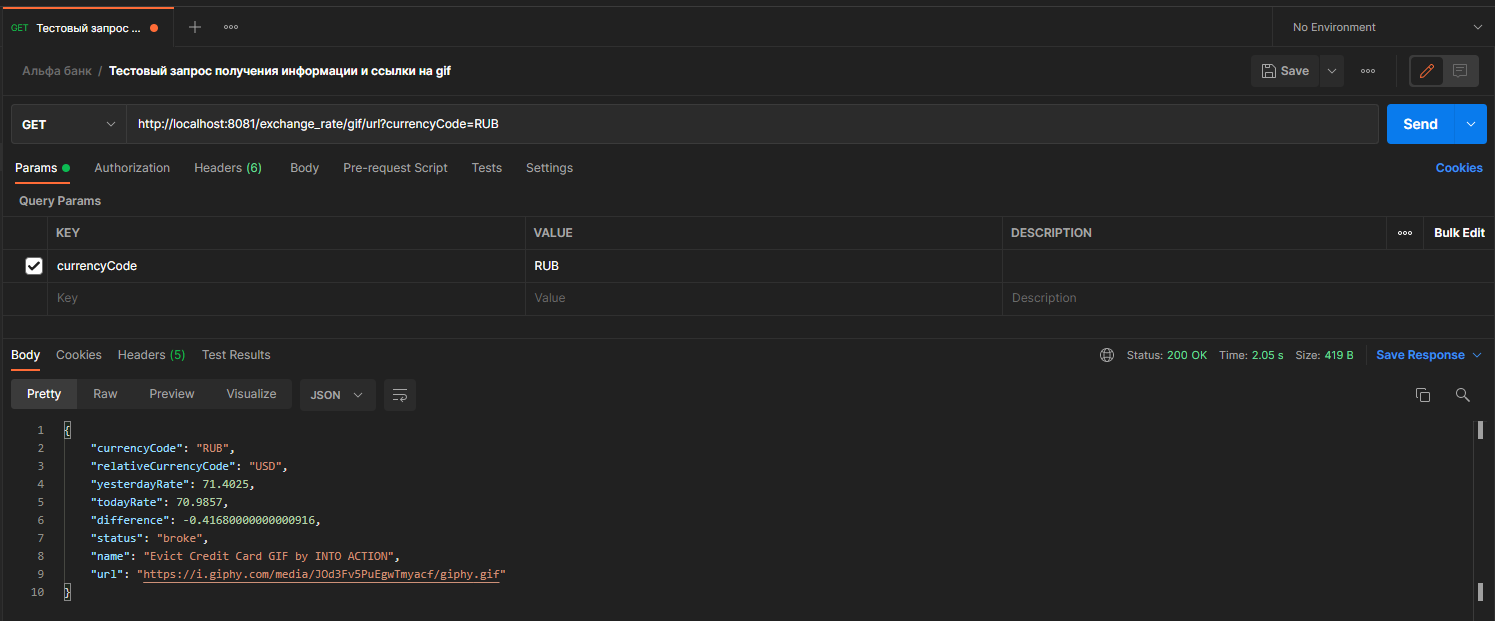 GET Тестовый запрос ... No Environment
Альфа банк / Тестовый запрос получения информации и ссылки на gif Save
GET http://localhost:8081/exchange_rate/gif/url?currencyCode=RUB Send
Params Authorization Headers (6) Body Pre-request Script Tests Settings Cookies
Query Params
KEY VALUE DESCRIPTION Bulk Edit
currencyCode RUB
Key Value Description
Body Cookies Headers (5) Test Results Status: 200 OK Time: 2.05 s Size: 419 B Save Response
Pretty Raw Preview Visualize JSON
1 {
2 "currencyCode": "RUB",
3 "relativeCurrencyCode": "USD",
4 "yesterdayRate": 71.4025,
5 "todayRate": 70.9857,
6 "difference": -0.41680000000000916,
7 "status": "broke",
8 "name": "Evict Credit Card GIF by INTO ACTION",
9 "url": "https://i.giphy.com/media/JOd3Fv5PuEgwTmyacf/giphy.gif"
10 }